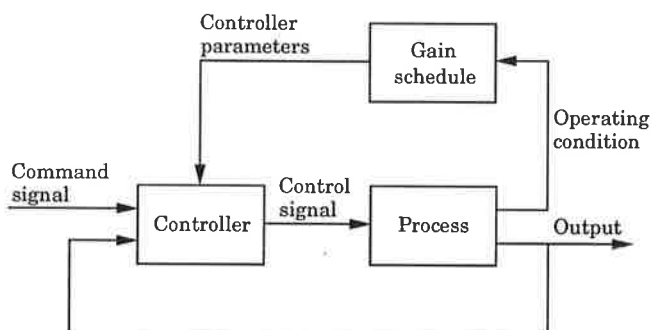 Controller
parameters
Gain
schedule
Operating
condition
Command
signal
Controller
Control
signal
Process
Output